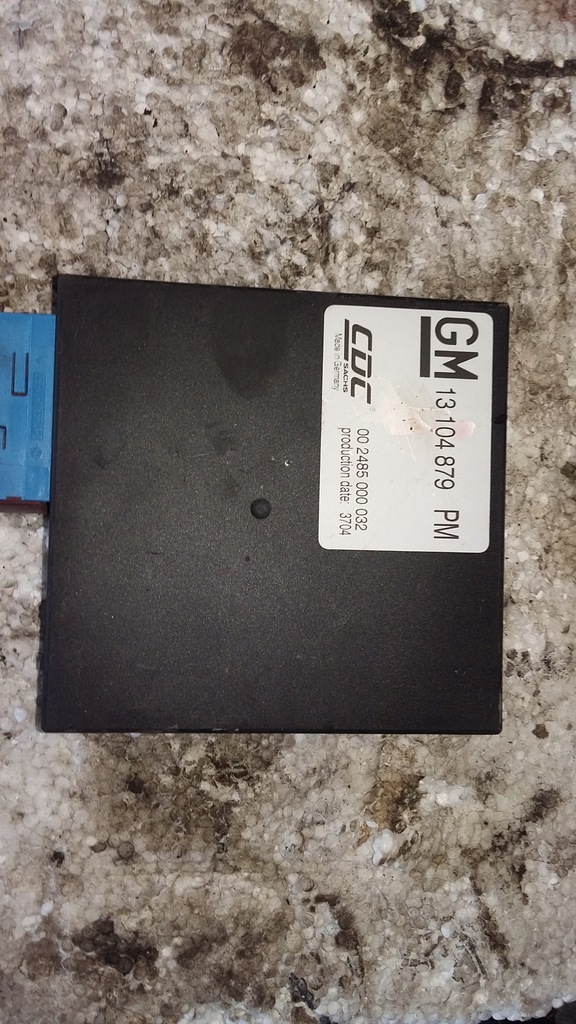 GM 13 104 879 PM
CDC®
SACHS
Made in Germany
00 2485 000 032
production date: 3704